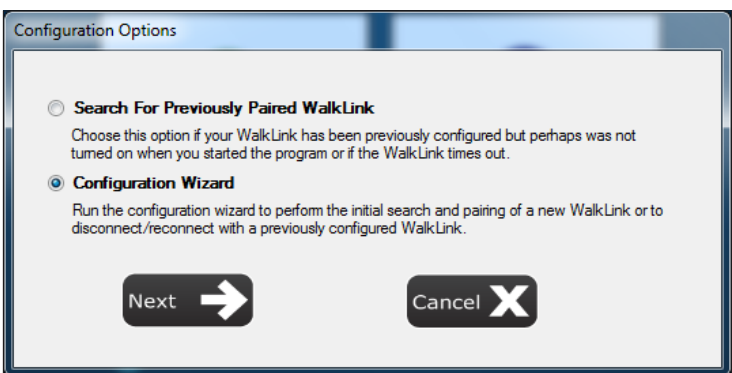 Configuration Options
Search For Previously Paired WalkLink
Choose this option if your WalkLink has been previously configured but perhaps was not
turned on when you started the program or if the WalkLink times out.
Configuration Wizard
Run the configuration wizard to perform the initial search and pairing of a new WalkLink or to
disconnect/reconnect with a previously configured WalkLink.
Next
Cancel